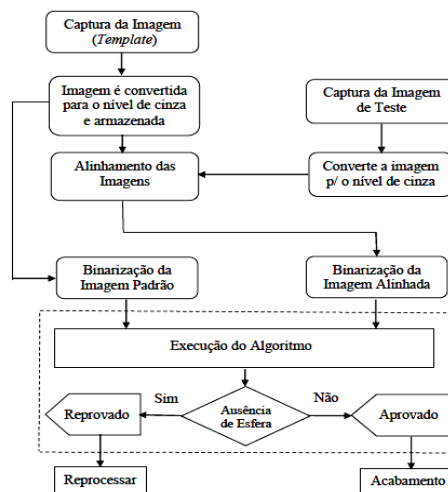 Captura da Imagem
(Template)
Imagem é convertida
para o nível de cinza
e armazenada
Captura da Imagem
de Teste
Alinhamento das
Imagens
Converte a imagem
p/ o nível de cinza
Binarização da
Imagem Padrão
Binarização da
Imagem Alinhada
Execução do Algoritmo
Sim
Não
Reprovado
Ausência
de Esfera
Aprovado
Reprocessar
Acabamento